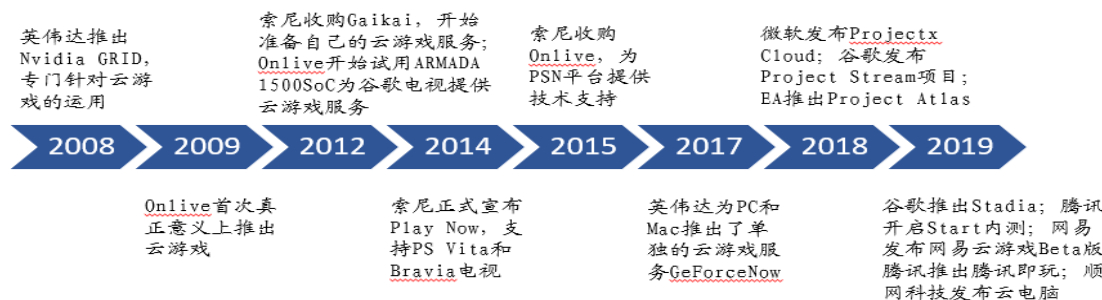 英伟达推出
Nvidia GRID,
专门针对云游
戏的运用
索尼收购Gaikai，开始
准备自己的云游戏服务；
Onlive开始试用ARMADA
1500SoC为谷歌电视提供
云游戏服务
索尼收购
Onlive，为
PSN平台提供
技术支持
微软发布Projectx
Cloud；谷歌发布
Project Stream项目；
EA推出Project Atlas
2008
2009
2012
2014
2015
2017
2018
2019
Onlive首次真
正意义上推出
云游戏
索尼正式宣布
Play Now，支
持PS Vita和
Bravia电视
英伟达为PC和
Mac推出了单
独的云游戏服
务GeForceNow
谷歌推出Stadia；腾讯
开启Start内测；网易
发布网易云游戏Beta版
腾讯推出腾讯即玩；顺
网科技发布云电脑